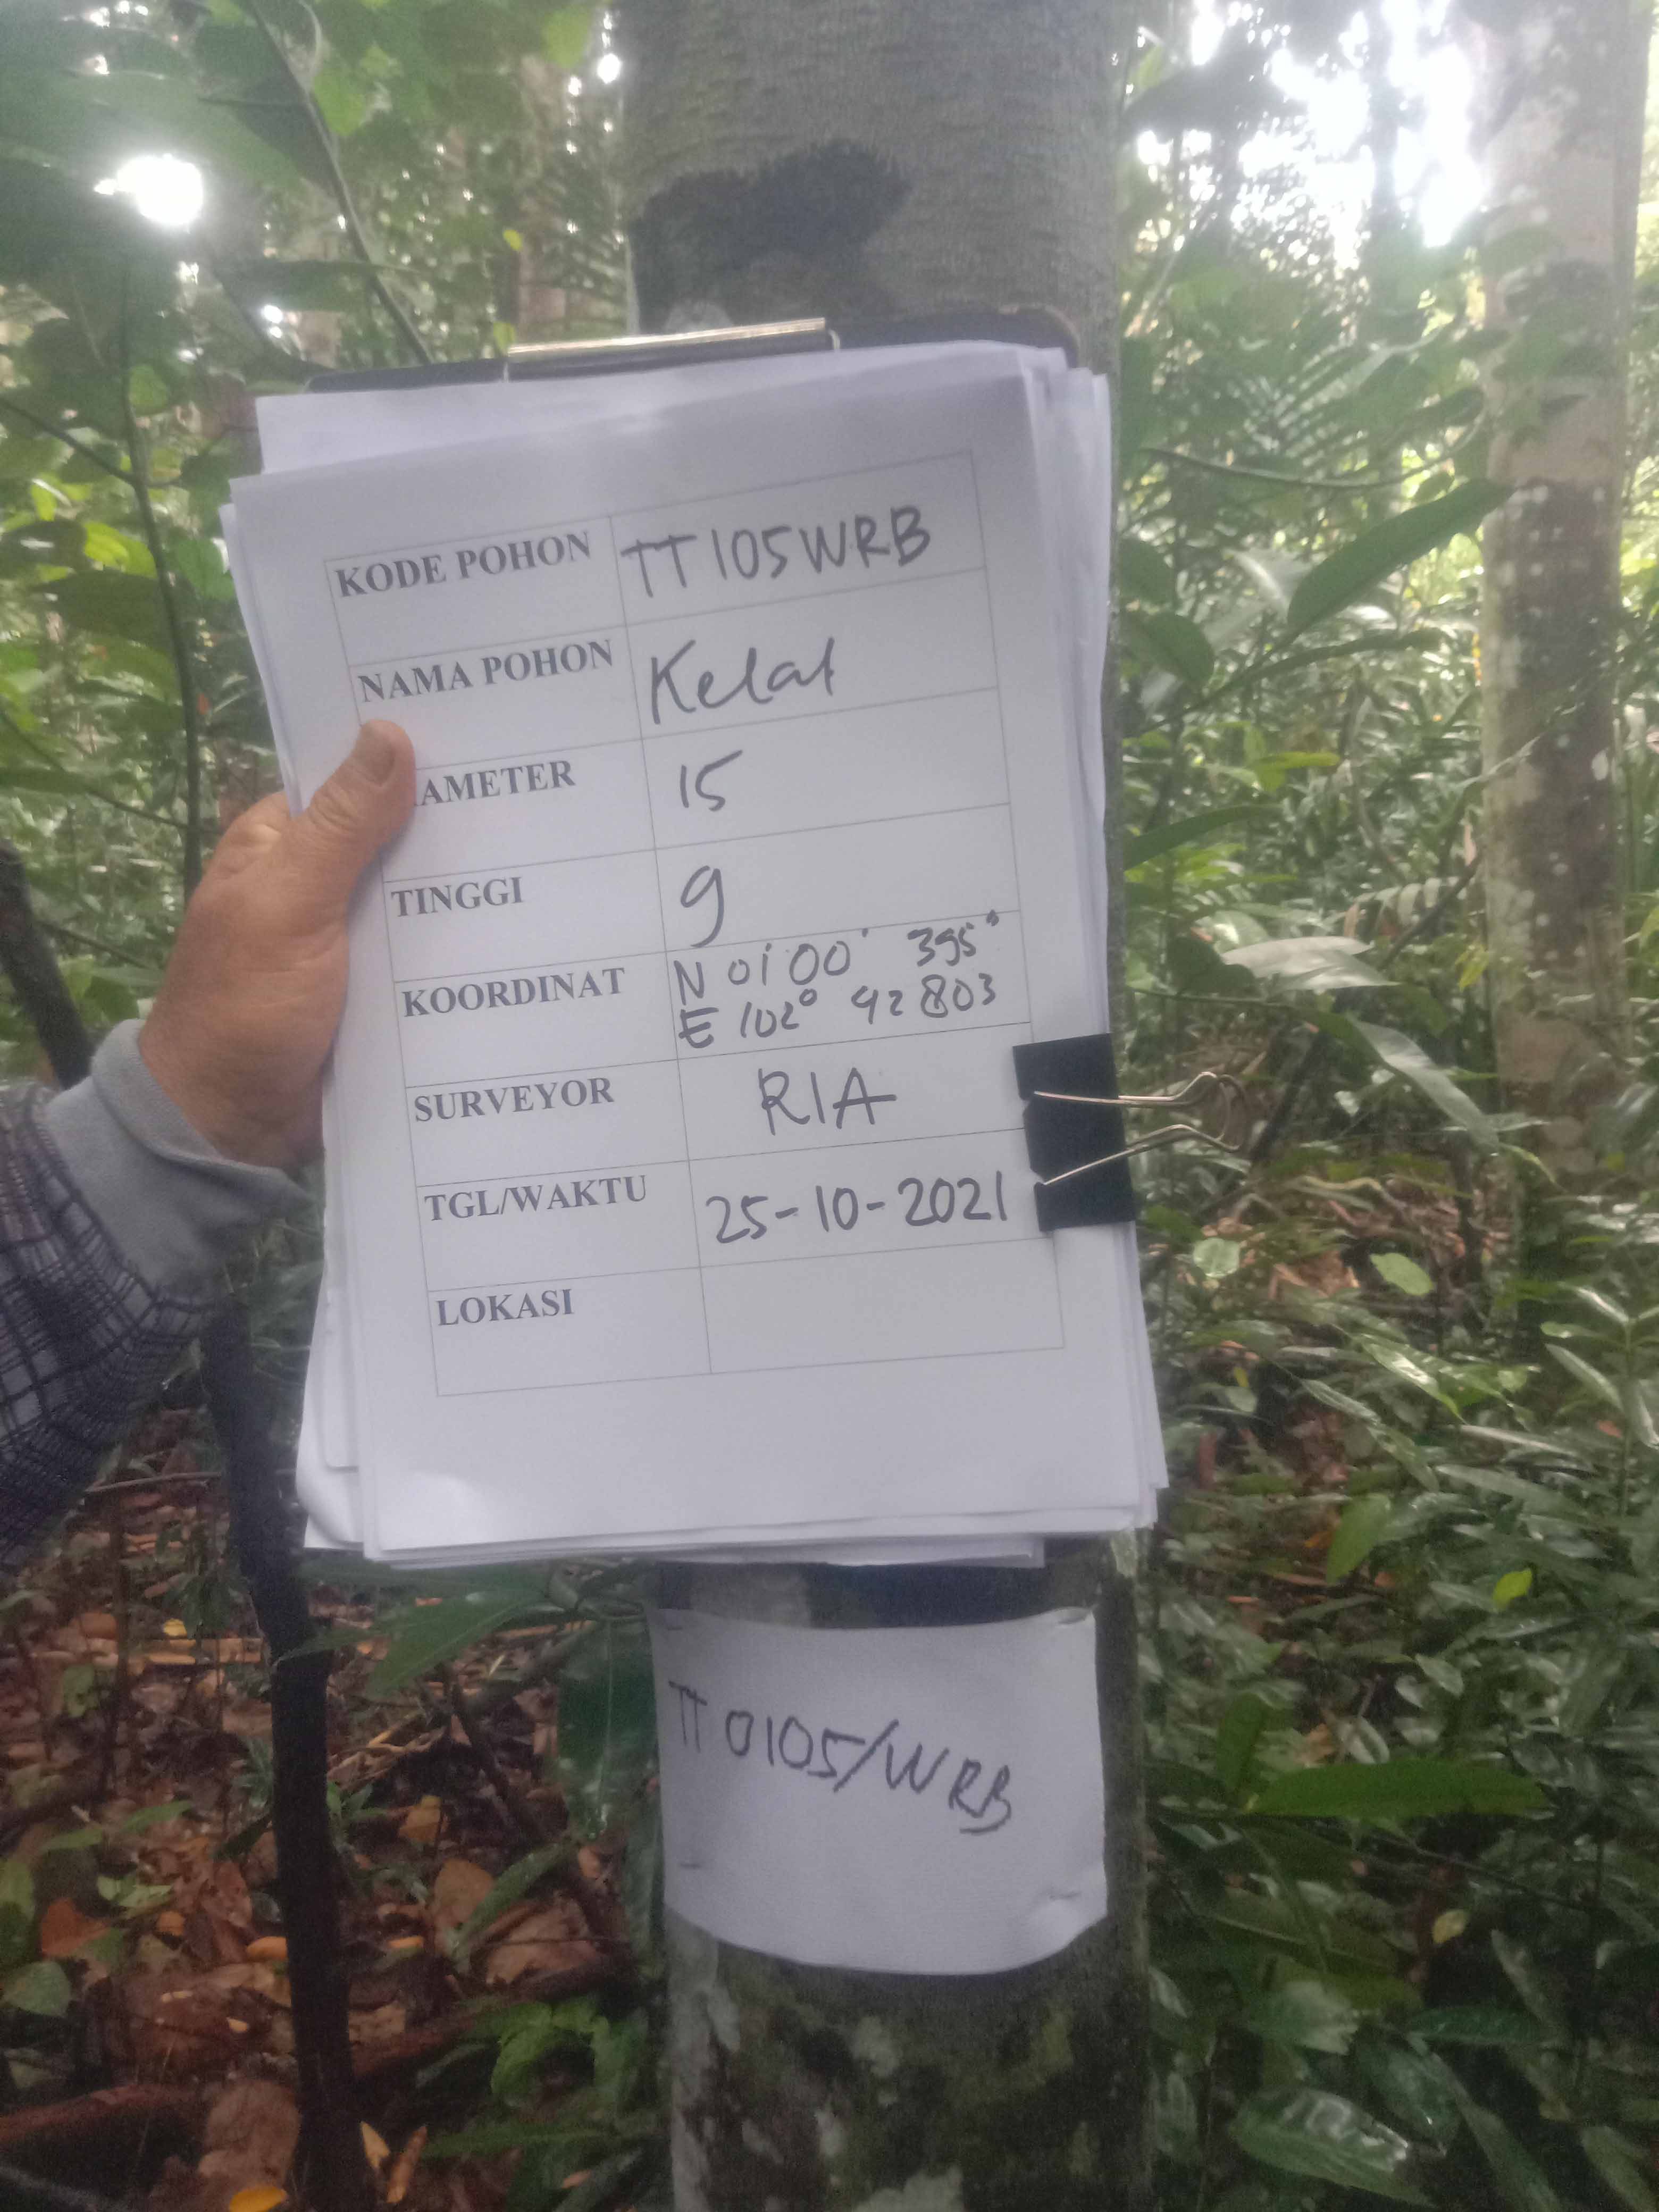 KODE POHON TT105WRB
NAMA POHON Kelat
AMETER 15
TINGGI 9
KOORDINAT N 01°00' 395"
E 102° 42 803
SURVEYOR RIA
TGL/WAKTU 25-10-2021
LOKASI
TT 0105/WRB